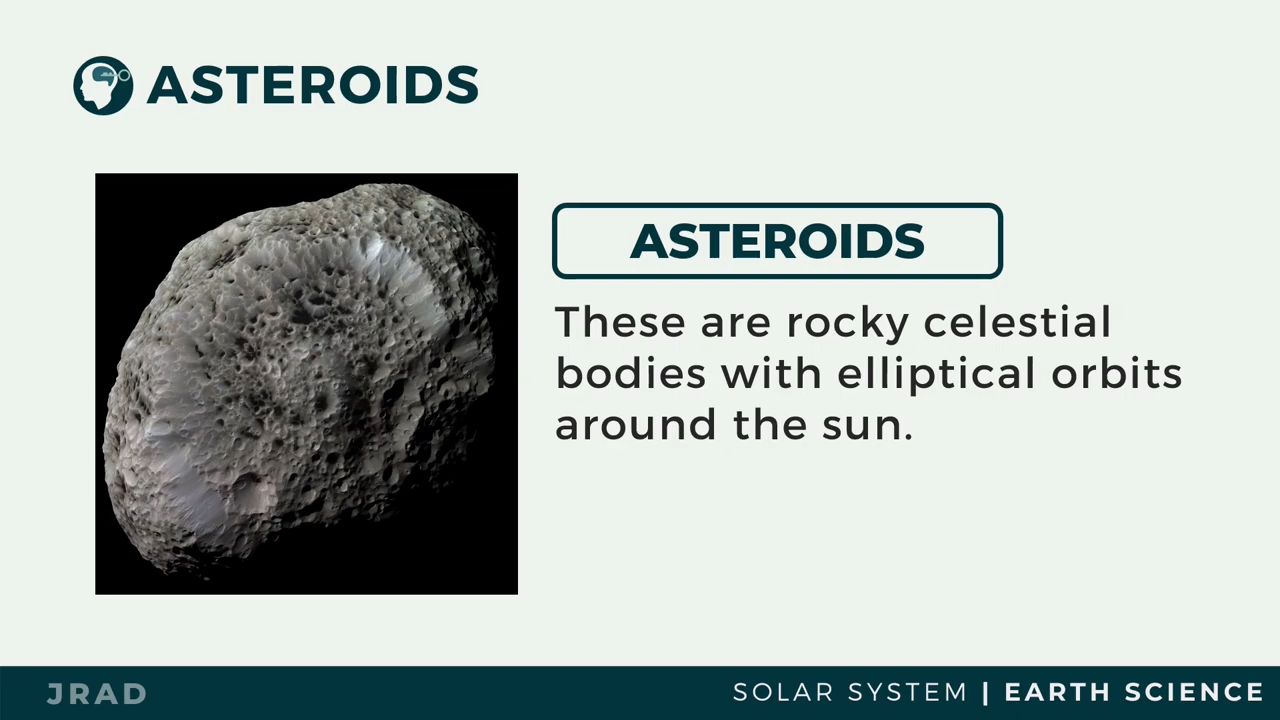 ASTEROIDS
ASTEROIDS
These are rocky celestial
bodies with elliptical orbits
around the sun.
JRAD
SOLAR SYSTEM | EARTH SCIENCE